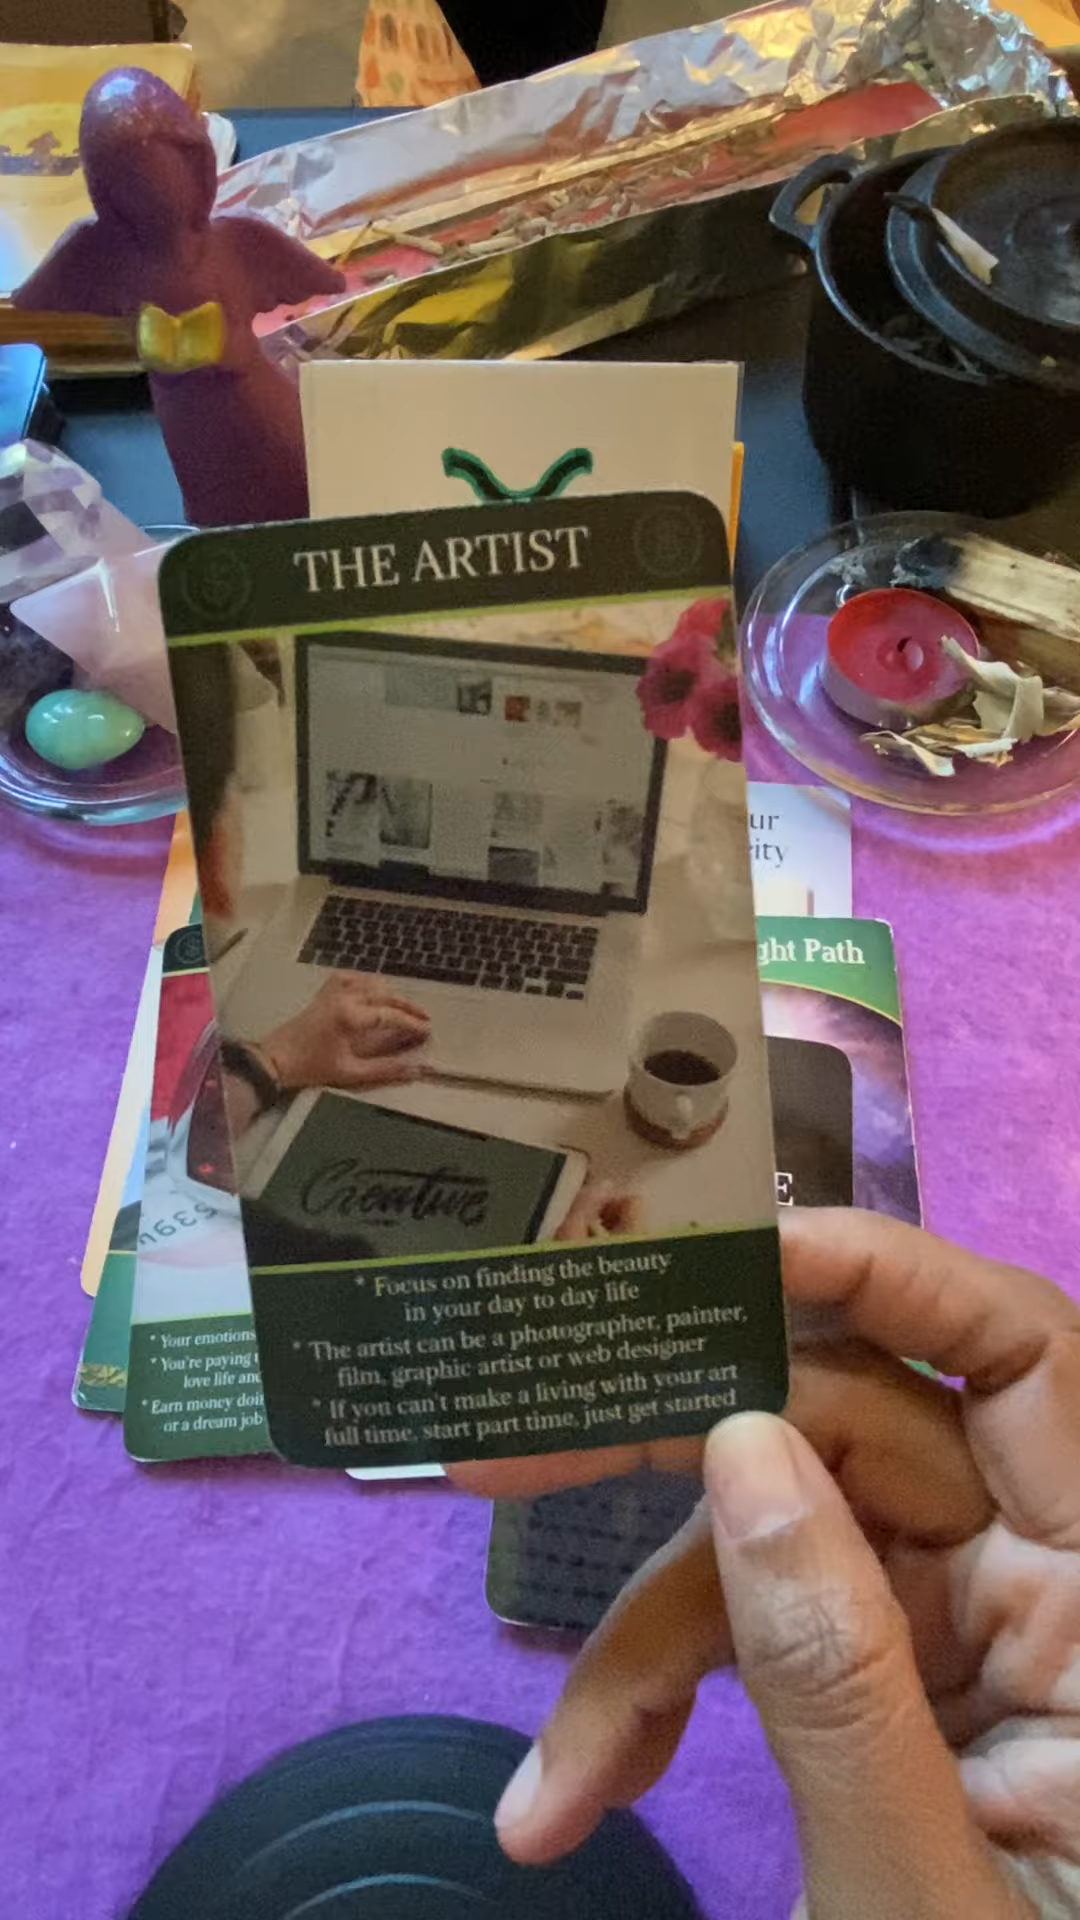 THE ARTIST
Creative
* Focus on finding the beauty
in your day to day life
* The artist can be a photographer, painter,
film, graphic artist or web designer
* If you can't make a living with your art
full time, start part time, just get started
ur
ity
ght Path
E
* Your emotions
* You're paying
love life and
* Earn money doi
or a dream job